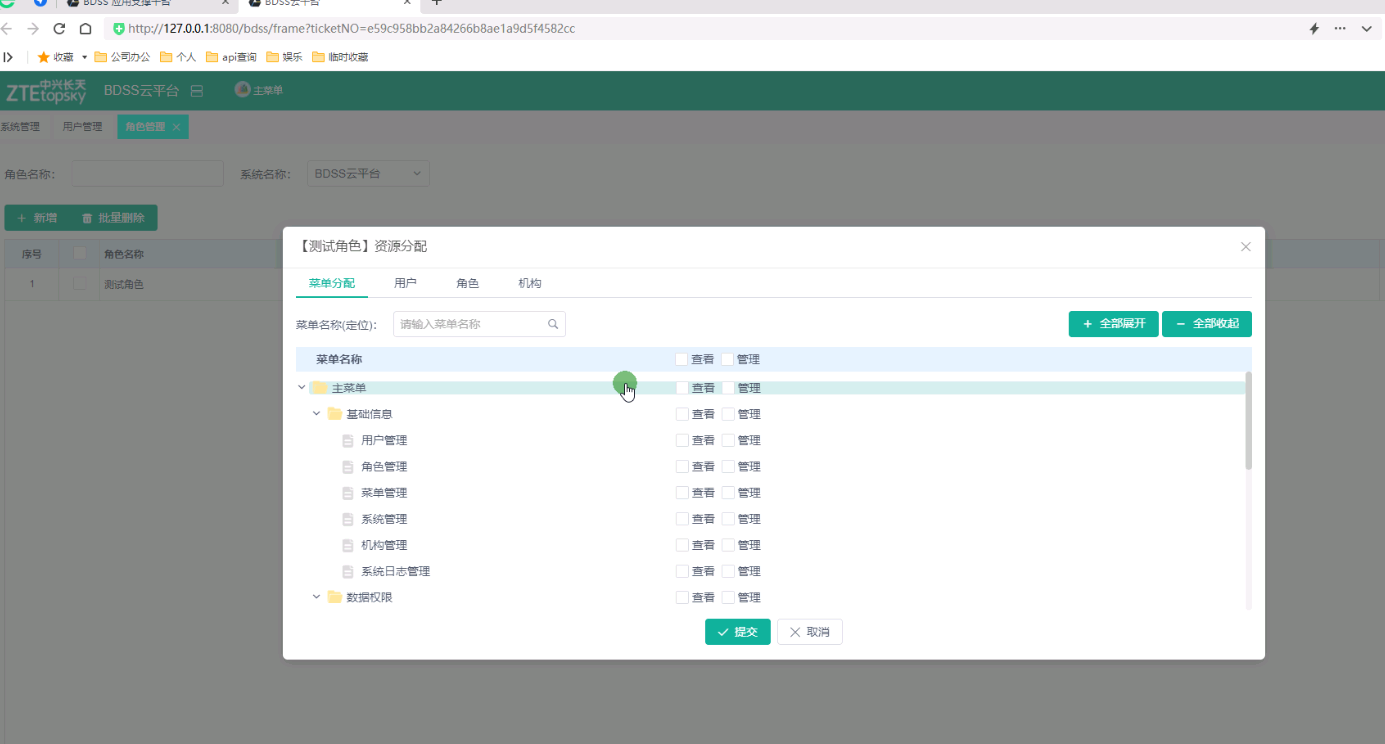 BDSS 应用支撑平台 BDSS云平台
http://127.0.0.1:8080/bdss/frame?ticketNO=e59c958bb2a84266b8ae1a9d5f4582cc
收藏 公司办公 个人 api查询 娱乐 临时收藏
ZTE中兴长天topsky BDSS云平台 主菜单
系统管理 用户管理 角色管理
角色名称: 系统名称: BDSS云平台
新增 批量删除
序号 角色名称
1 测试角色
【测试角色】资源分配
菜单分配 用户 角色 机构
菜单名称(定位): 请输入菜单名称 全部展开 全部收起
菜单名称 查看 管理
主菜单 查看 管理
基础信息 查看 管理
用户管理 查看 管理
角色管理 查看 管理
菜单管理 查看 管理
系统管理 查看 管理
机构管理 查看 管理
系统日志管理 查看 管理
数据权限 查看 管理
提交 取消